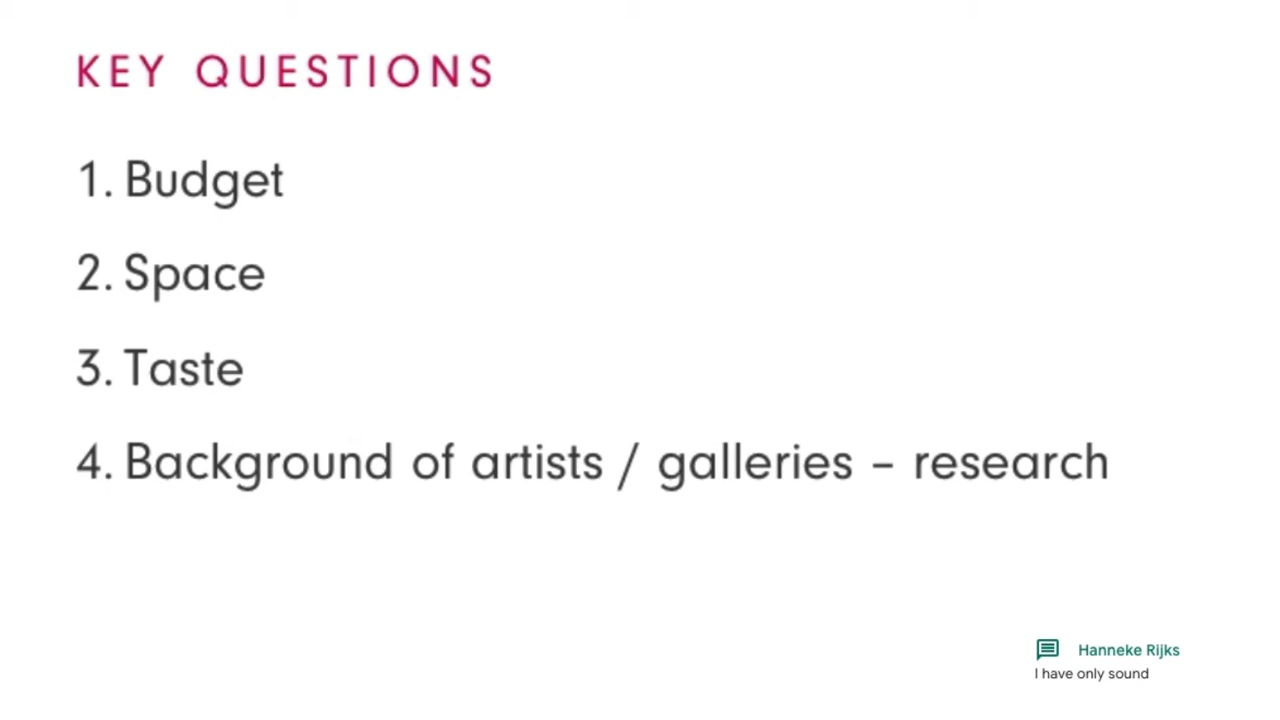 KEY QUESTIONS
1. Budget
2. Space
3. Taste
4. Background of artists / galleries – research
Hanneke Rijks
I have only sound